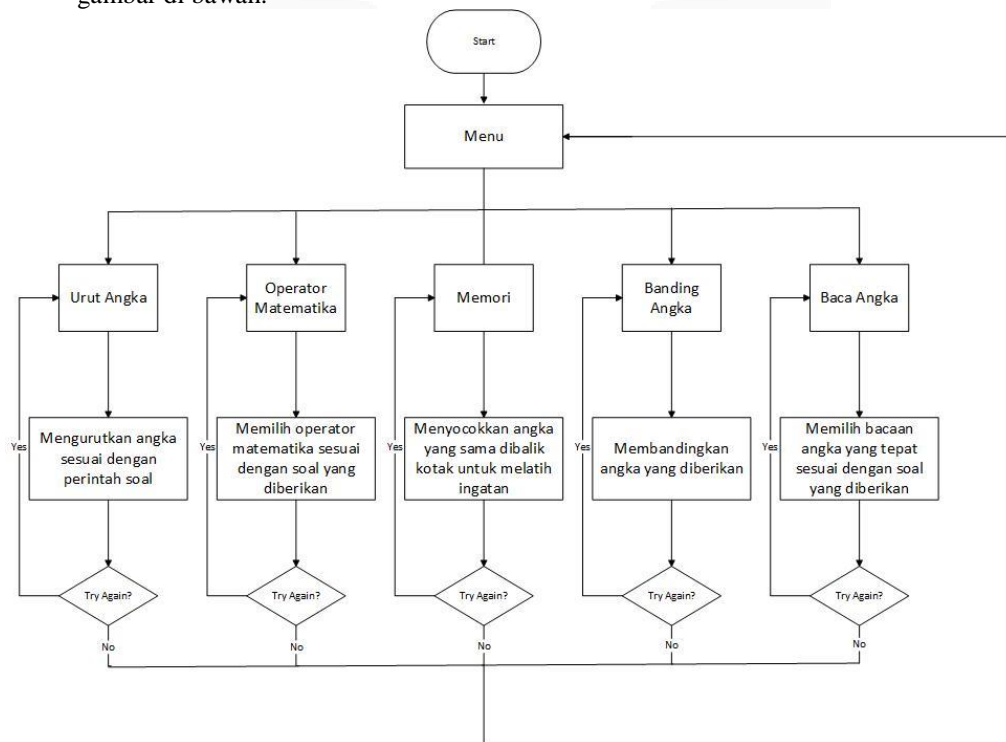 gambar di bawah.
Start
Menu
Urut Angka
Operator
Matematika
Memori
Banding
Angka
Baca Angka
Yes
Mengurutkan angka
sesuai dengan
perintah soal
Yes
Memilih operator
matematika sesuai
dengan soal yang
diberikan
Yes
Menyocokkan angka
yang sama dibalik
kotak untuk melatih
ingatan
Yes
Membandingkan
angka yang diberikan
Yes
Memilih bacaan
angka yang tepat
sesuai dengan soal
yang diberikan
Try Again?
Try Again?
Try Again?
Try Again?
Try Again?
No
No
No
No
No